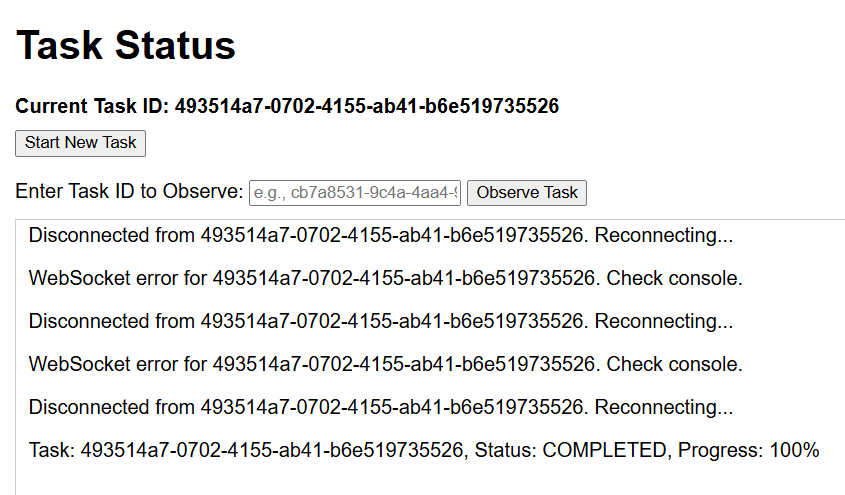 Task Status
Current Task ID: 493514a7-0702-4155-ab41-b6e519735526
Start New Task
Enter Task ID to Observe: e.g., cb7a8531-9c4a-4aa4-9 Observe Task
Disconnected from 493514a7-0702-4155-ab41-b6e519735526. Reconnecting...
WebSocket error for 493514a7-0702-4155-ab41-b6e519735526. Check console.
Disconnected from 493514a7-0702-4155-ab41-b6e519735526. Reconnecting...
WebSocket error for 493514a7-0702-4155-ab41-b6e519735526. Check console.
Disconnected from 493514a7-0702-4155-ab41-b6e519735526. Reconnecting...
Task: 493514a7-0702-4155-ab41-b6e519735526, Status: COMPLETED, Progress: 100%